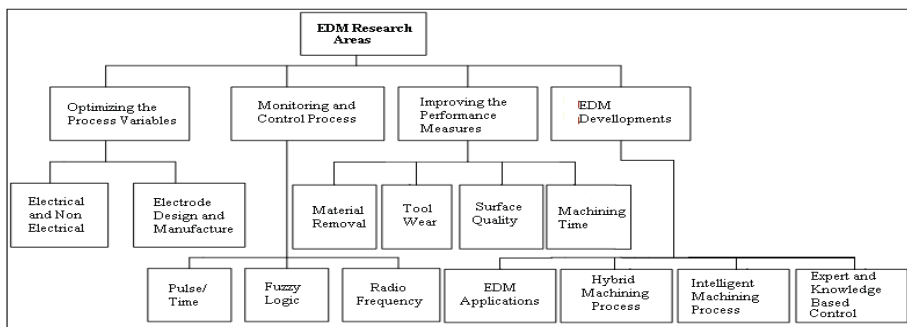 EDM Research
Areas
Optimizing the
Process Variables
Monitoring and
Control Process
Improving the
Performance
Measures
EDM
Devellopments
Electrical
and Non
Electrical
Electrode
Design and
Manufacture
Material
Removal
Tool
Wear
Surface
Quality
Machining
Time
Pulse/
Time
Fuzzy
Logic
Radio
Frequency
EDM
Applications
Hybrid
Machining
Process
Intelligent
Machining
Process
Expert and
Knowledge
Based
Control